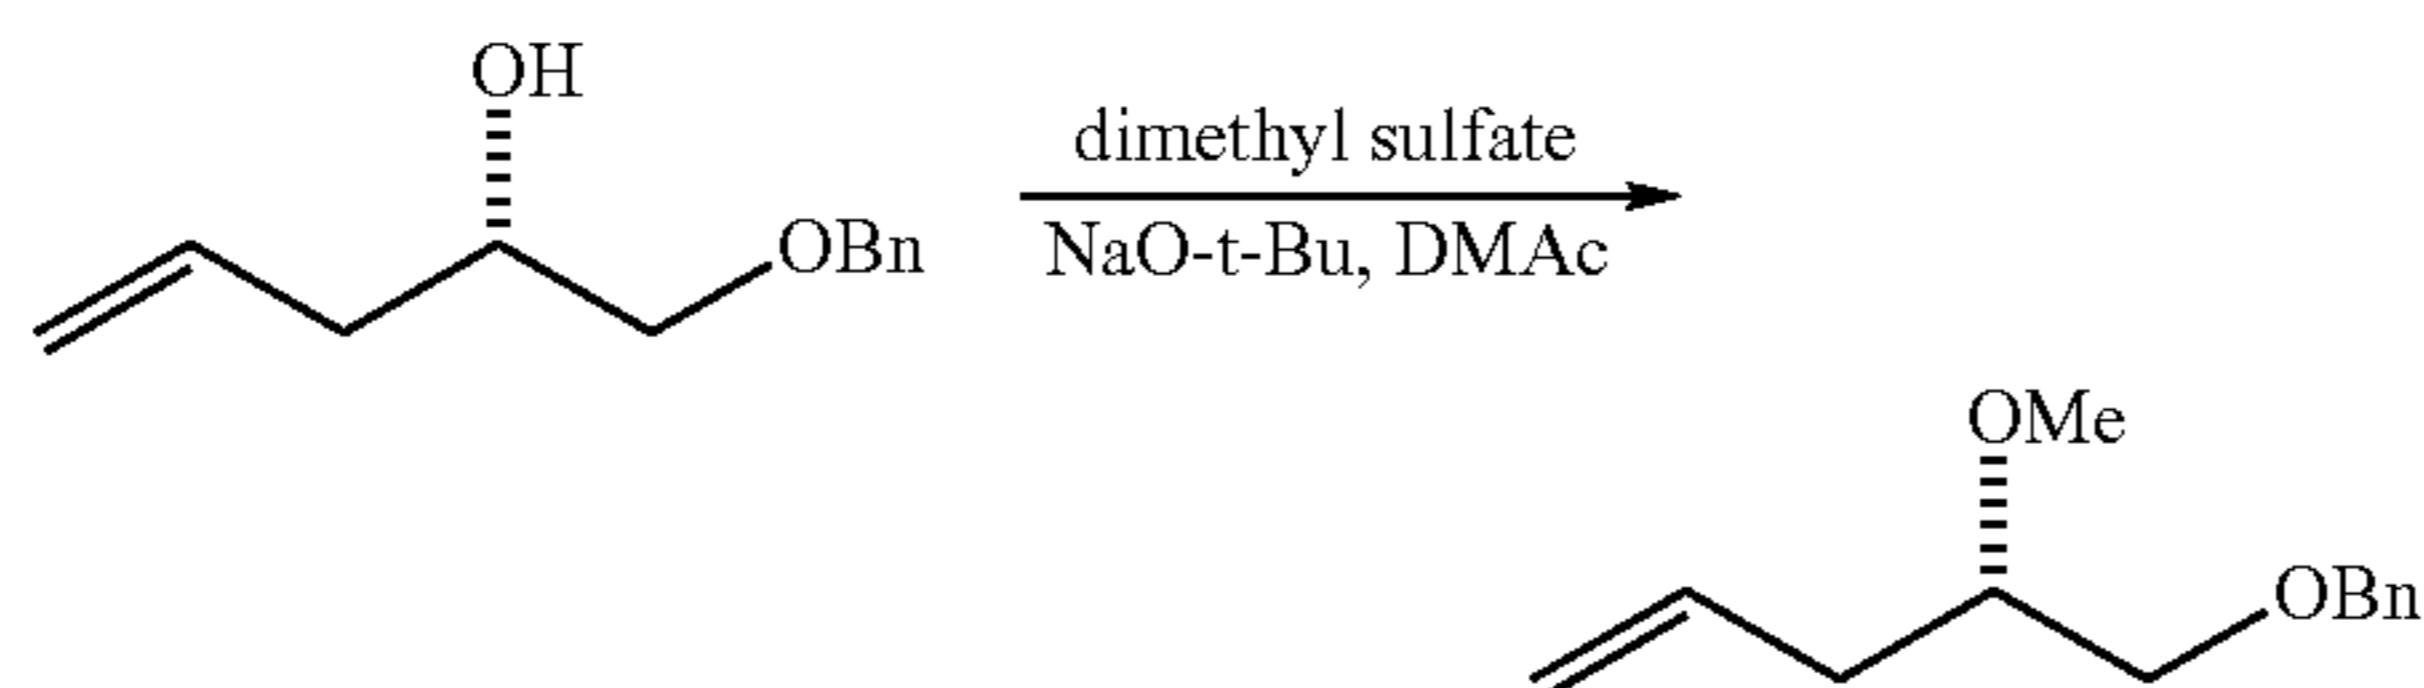 OH
OBn
dimethyl sulfate
NaO-t-Bu, DMAc
OMe
OBn